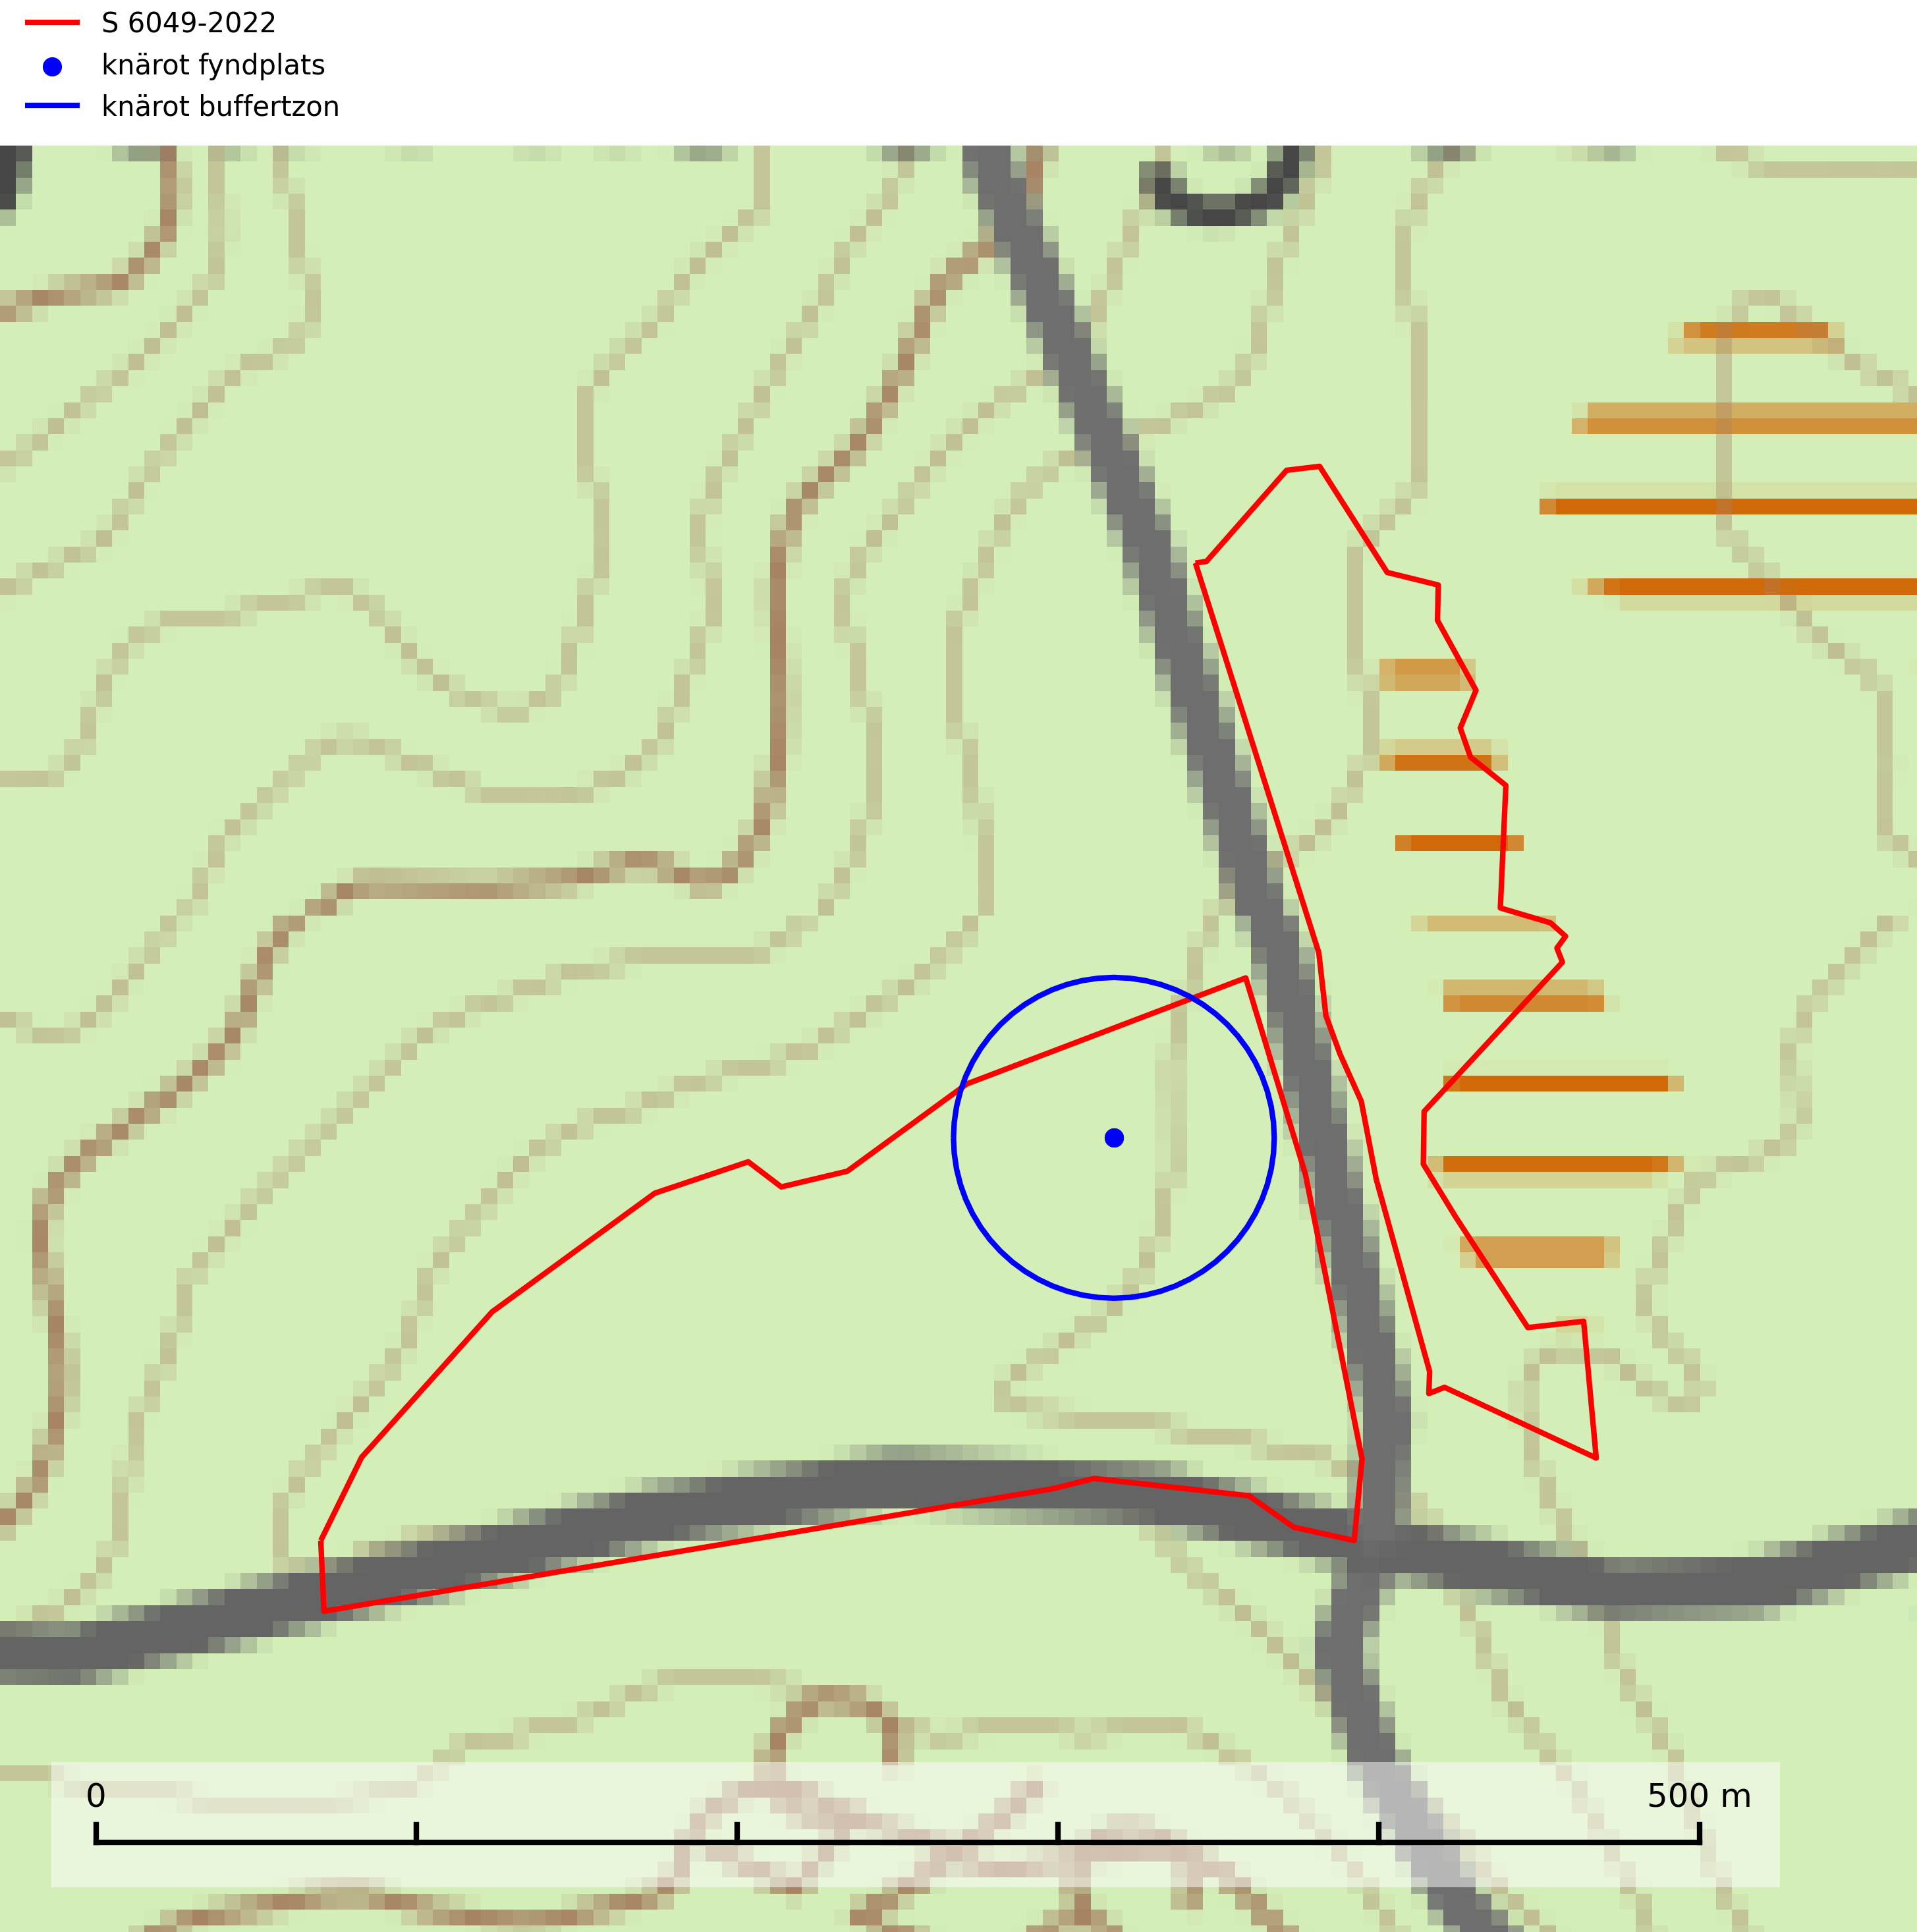 S 6049-2022
knärot fyndplats
knärot buffertzon
0 500 m